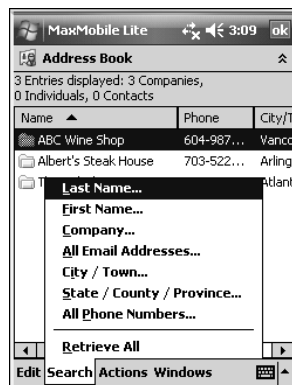 MaxMobile Lite 3:09 ok
Address Book
3 Entries displayed: 3 Companies,
0 Individuals, 0 Contacts
Name Phone City/T
ABC Wine Shop 604-987... Vanco
Albert's Steak House 703-522... Arling
T Atlant
Last Name...
First Name...
Company...
All Email Addresses...
City / Town...
State / County / Province...
All Phone Numbers...
Retrieve All
Edit Search Actions Windows